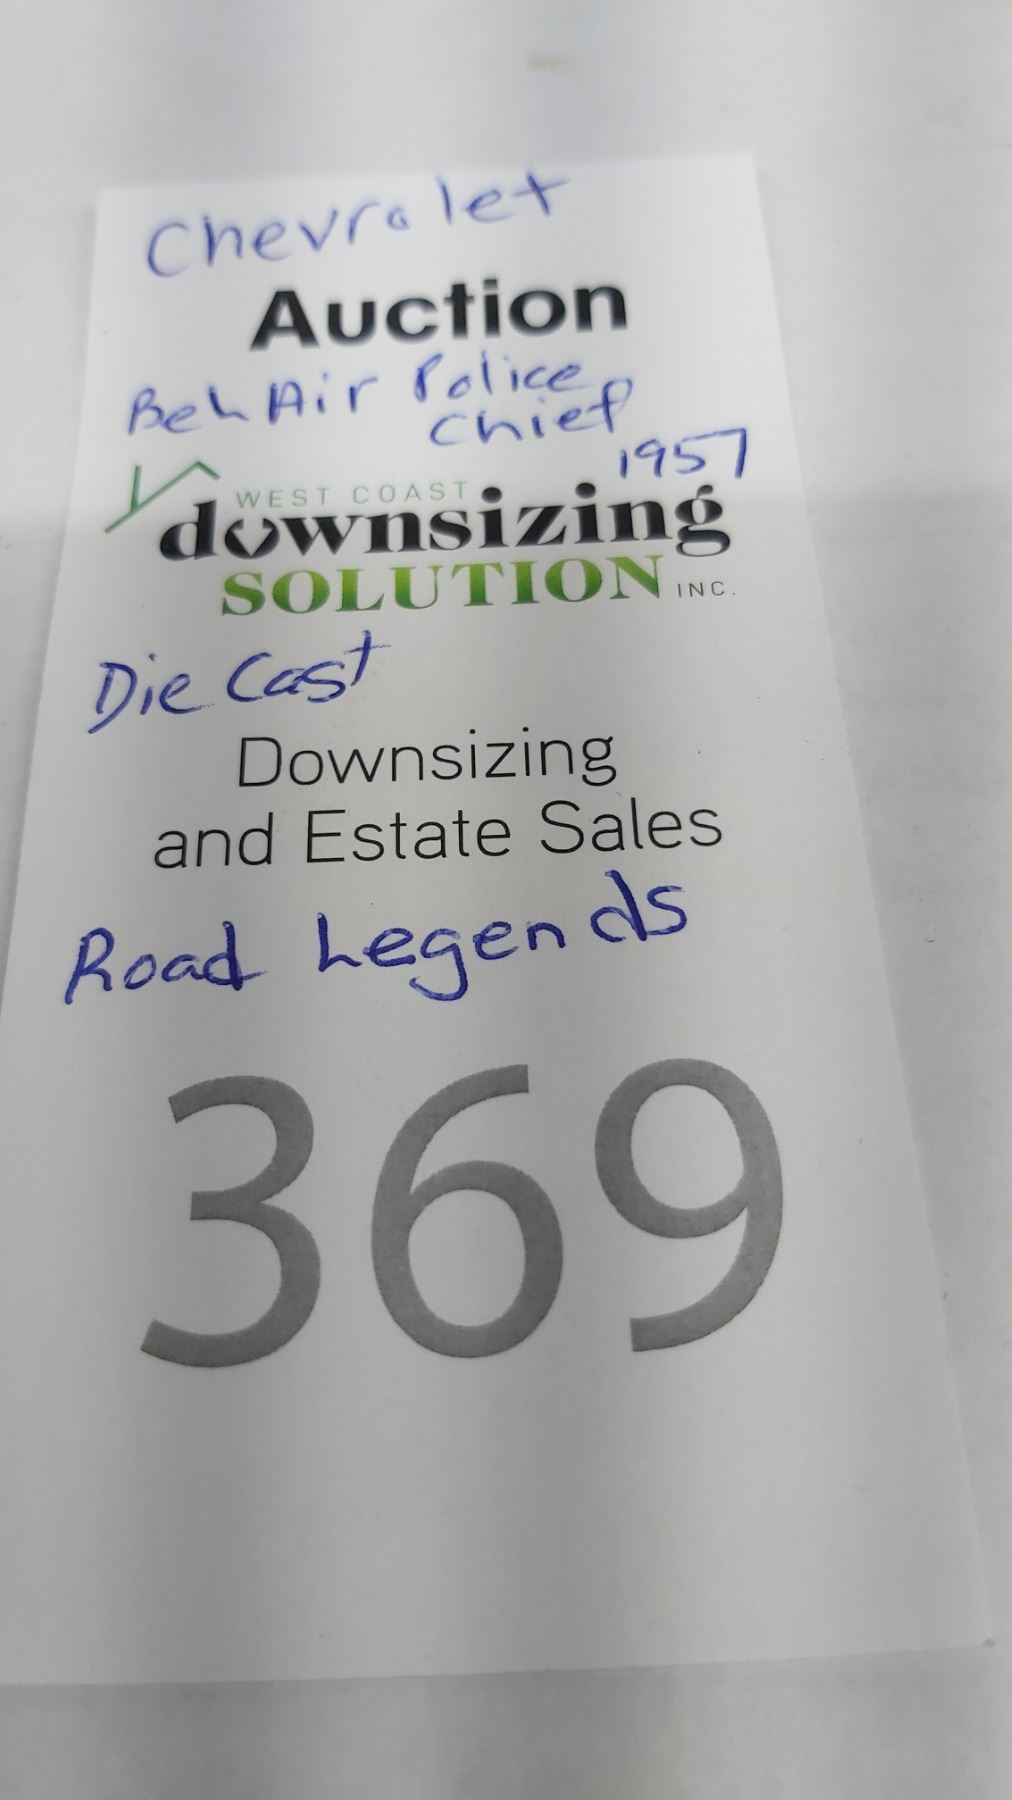 Chevrolet
Auction
Bel Air Police
Chief
1957
WEST COAST
downsizing
SOLUTION INC.
Die Cast
Downsizing
and Estate Sales
Road Legends
369